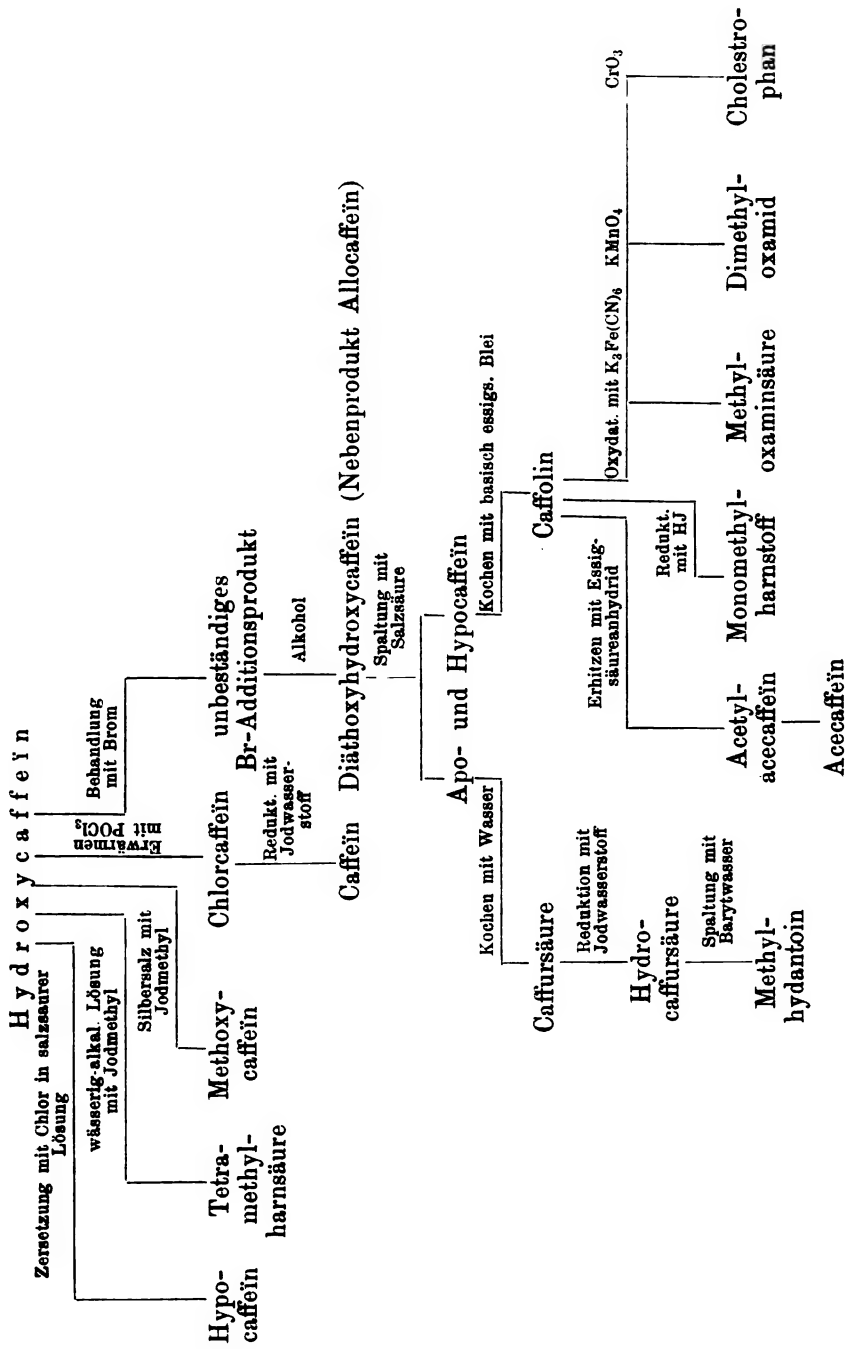 Hydroxycaffeïn
Zersetzung mit Chlor in salzsaurer
Lösung
wässerig-alkal. Lösung
mit Jodmethyl
Silbersalz mit
Jodmethyl
Erwärmen
mit POCl₃
Behandlung
mit Brom
Hypo-
caffeïn
Tetra-
methyl-
harnsäure
Methoxy-
caffeïn
Chlorcaffeïn
unbeständiges
Br-Additionsprodukt
Redukt. mit
Jodwasser-
stoff
Alkohol
Caffeïn
Diäthoxyhydroxycaffeïn (Nebenprodukt Allocaffeïn)
Spaltung mit
Salzsäure
Apo- und Hypocaffeïn
Kochen mit Wasser
Kochen mit basisch essigs. Blei
Caffursäure
Caffolin
Reduktion mit
Jodwasserstoff
Erhitzen mit Essig-
säureanhydrid
Redukt.
mit HJ
Oxydat. mit K₃Fe(CN)₆
KMnO₄
CrO₃
Hydro-
caffursäure
Spaltung mit
Barytwasser
Methyl-
hydantoin
Acetyl-
acecaffeïn
Monomethyl-
harnstoff
Methyl-
oxaminsäure
Dimethyl-
oxamid
Cholestro-
phan
Acecaffeïn